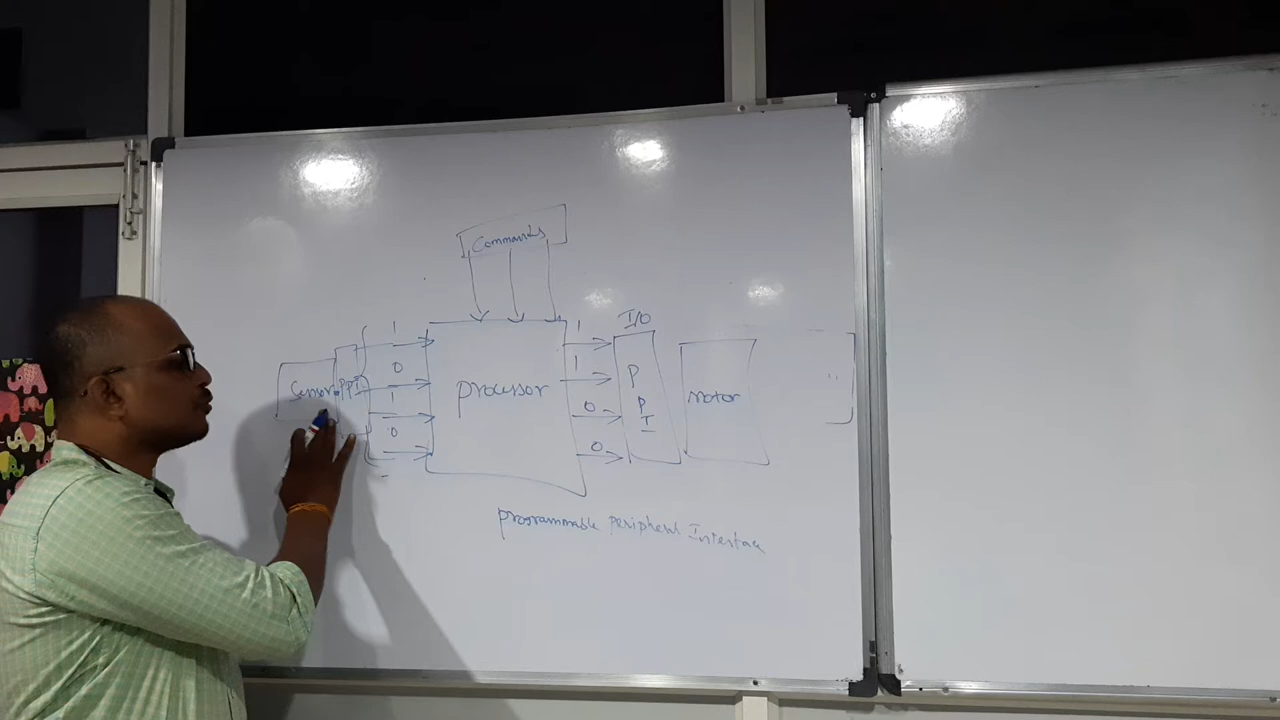 Commands
I/O
1
0
1
0
Sensor
PPI
processor
1
1
0
0
P
P
I
motor
programmable peripheral Interface